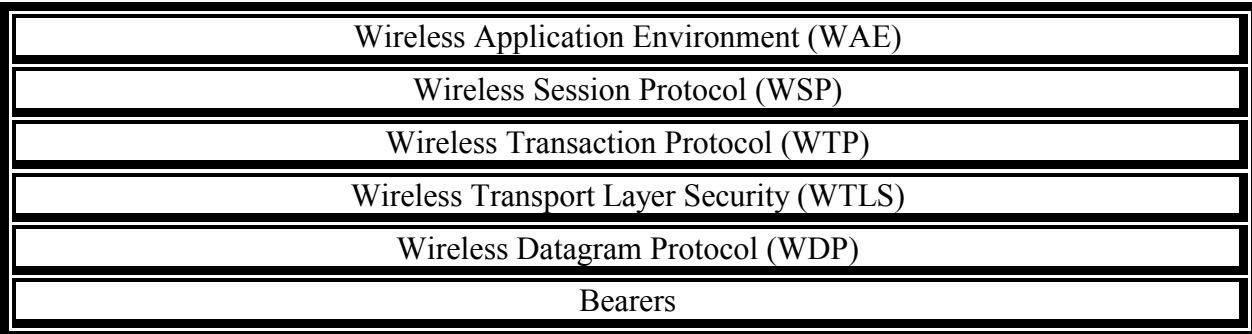 Wireless Application Environment (WAE)
Wireless Session Protocol (WSP)
Wireless Transaction Protocol (WTP)
Wireless Transport Layer Security (WTLS)
Wireless Datagram Protocol (WDP)
Bearers